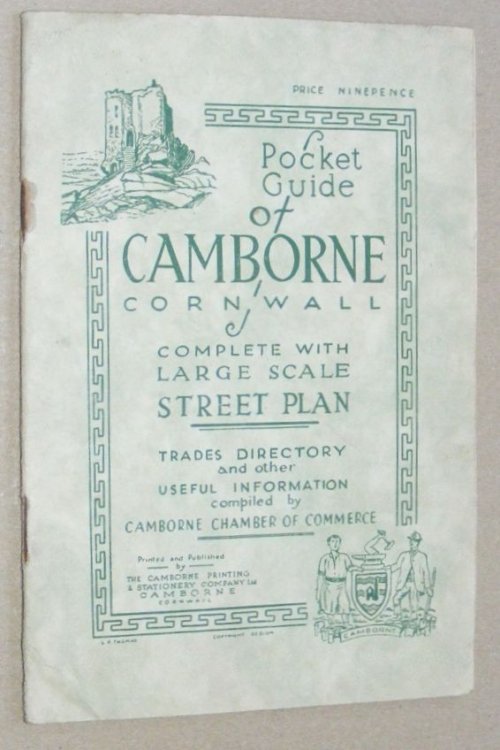 PRICE NINEPENCE
Pocket
Guide
of
CAMBORNE
CORNWALL
COMPLETE WITH
LARGE SCALE
STREET PLAN
TRADES DIRECTORY
and other
USEFUL INFORMATION
compiled by
CAMBORNE CHAMBER OF COMMERCE
Printed and Published
by
THE CAMBORNE PRINTING
& STATIONERY COMPANY Ltd
CAMBORNE
CORNWALL
CAMBORNE
COPYRIGHT DESIGN